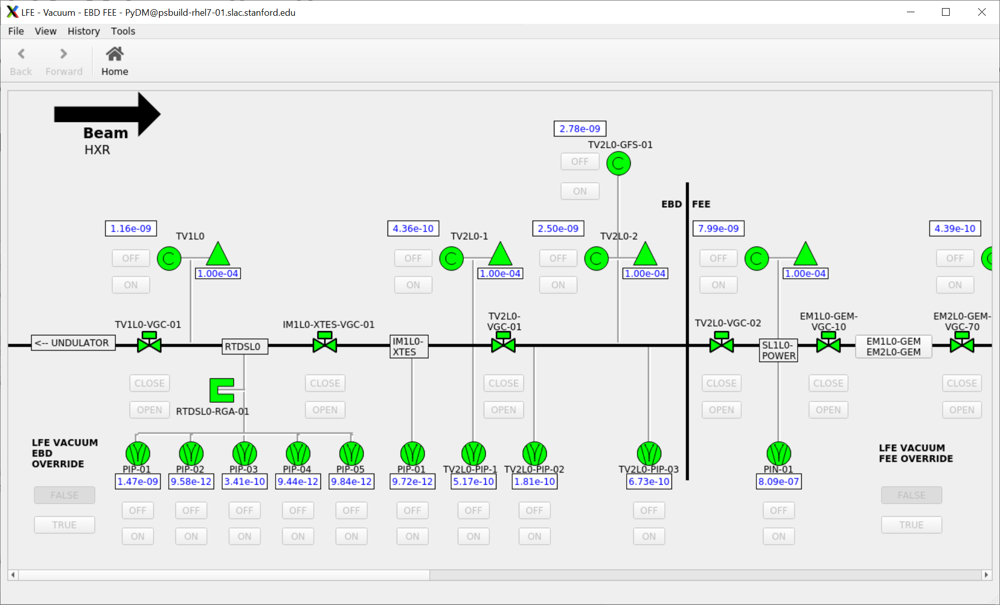 LFE - Vacuum - EBD FEE - PyDM@psbuild-rhel7-01.slac.stanford.edu
File View History Tools
Back Forward Home
Beam
HXR
2.78e-09
TV2L0-GFS-01
OFF
ON
EBD FEE
1.16e-09 4.36e-10 2.50e-09 7.99e-09 4.39e-10
TV1L0 TV2L0-1 TV2L0-2
OFF C OFF C OFF C OFF C OFF C
1.00e-04 1.00e-04 1.00e-04 1.00e-04
ON ON ON ON ON
TV1L0-VGC-01 IM1L0-XTES-VGC-01 TV2L0-
VGC-01 TV2L0-VGC-02 EM1L0-GEM-
VGC-10 EM2L0-GEM-
VGC-70
<-- UNDULATOR RTDSL0 IM1L0-
XTES SL1L0-
POWER EM1L0-GEM
EM2L0-GEM
CLOSE CLOSE CLOSE CLOSE CLOSE CLOSE
OPEN OPEN OPEN OPEN OPEN OPEN
RTDSL0-RGA-01
LFE VACUUM
EBD
OVERRIDE
LFE VACUUM
FEE OVERRIDE
PIP-01 PIP-02 PIP-03 PIP-04 PIP-05 PIP-01 TV2L0-PIP-1 TV2L0-PIP-02 TV2L0-PIP-03 PIN-01
1.47e-09 9.58e-12 3.41e-10 9.44e-12 9.84e-12 9.72e-12 5.17e-10 1.81e-10 6.73e-10 8.09e-07
FALSE FALSE
OFF OFF OFF OFF OFF OFF OFF OFF OFF OFF
TRUE TRUE
ON ON ON ON ON ON ON ON ON ON